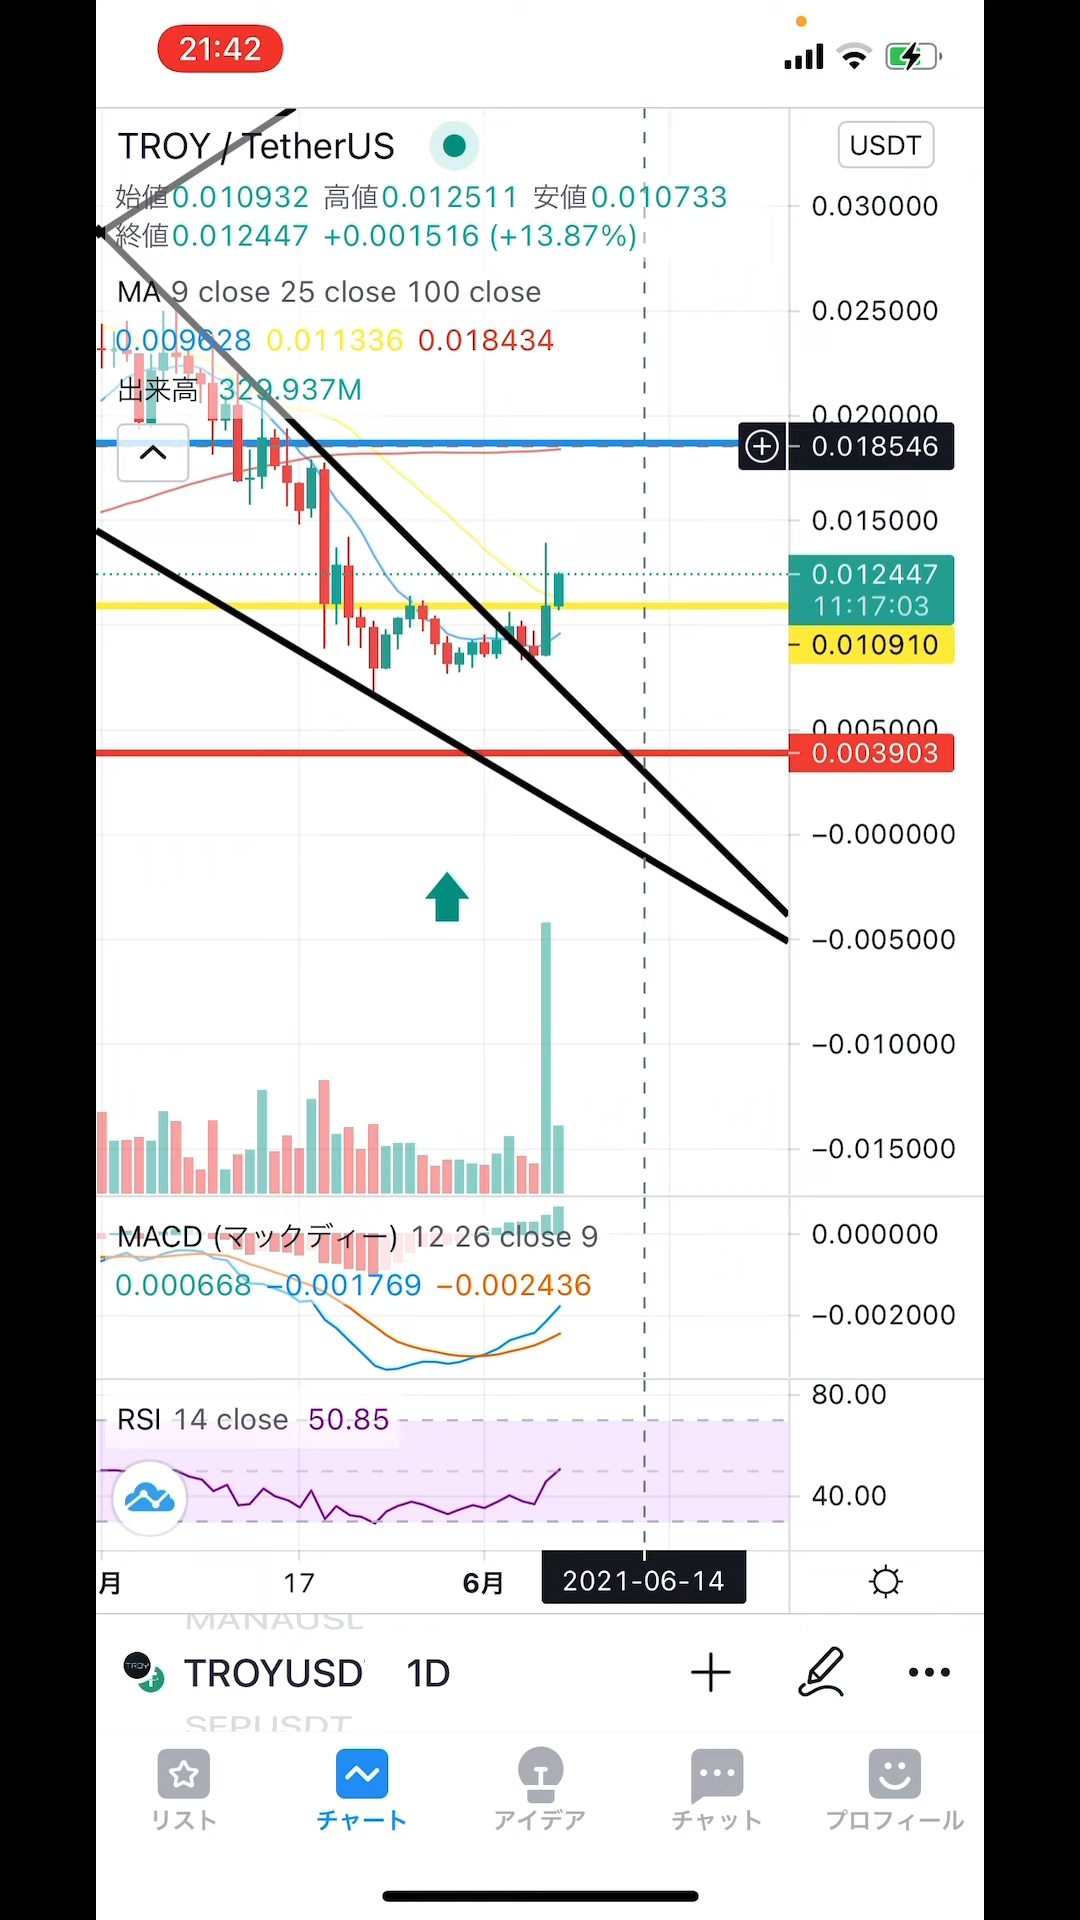 21:42
TROY / TetherUS
USDT
始値0.010932 高値0.012511 安値0.010733
終値0.012447 +0.001516 (+13.87%)
MA 9 close 25 close 100 close
0.009628 0.011336 0.018434
出来高 329.937M
0.030000
0.025000
0.020000
0.018546
0.015000
0.012447
11:17:03
0.010910
0.005000
0.003903
−0.000000
−0.005000
−0.010000
−0.015000
MACD (マックディー) 12 26 close 9
0.000668 −0.001769 −0.002436
0.000000
−0.002000
RSI 14 close 50.85
80.00
40.00
月 17 6月 2021-06-14
MANAUSD
TROYUSD 1D
SFPUSDT
リスト チャート アイデア チャット プロフィール